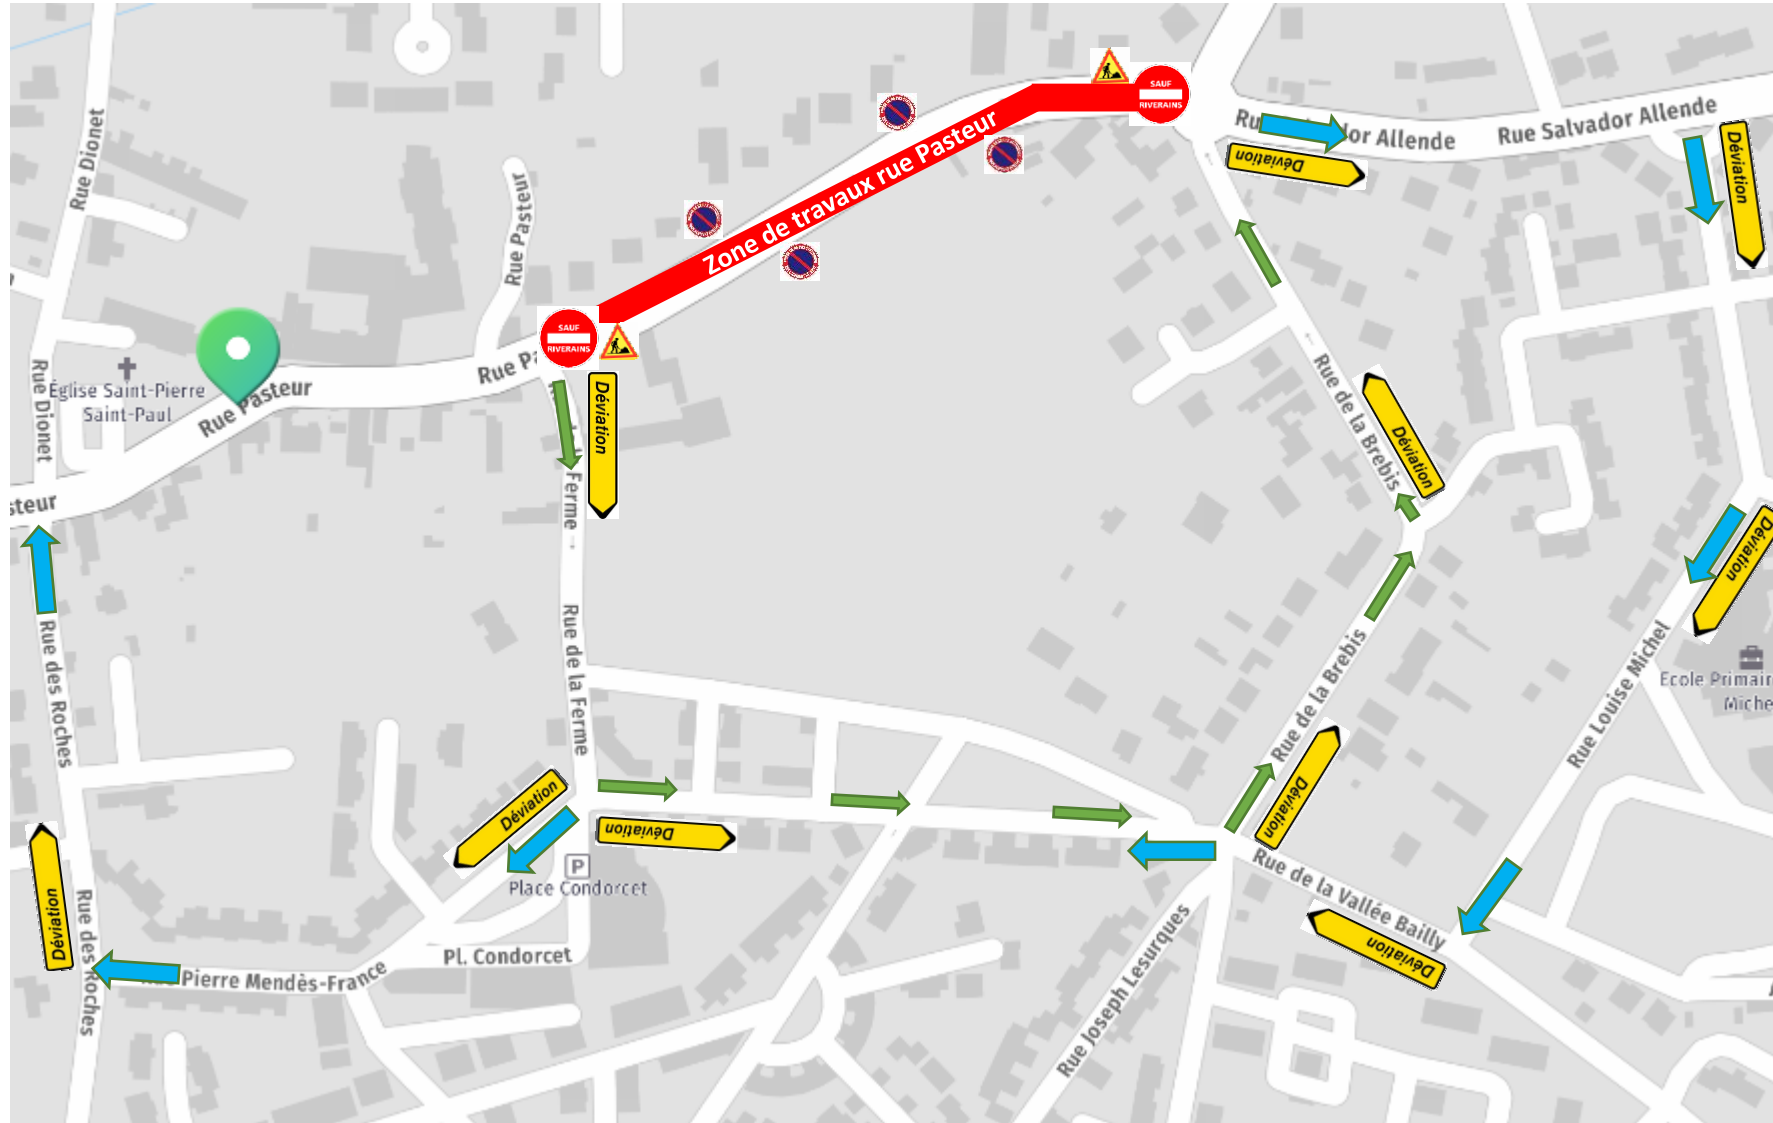 SAUF
RIVERAINS
Rue Salvador Allende
dor Allende
Déviation
Déviation
Rue Dionet
Rue Pasteur
Zone de travaux rue Pasteur
SAUF
RIVERAINS
Rue Pa
Déviation
Rue Dionet
Église Saint-Pierre
Saint-Paul
Rue Pasteur
steur
Ferme →
Rue de la Brebis
Déviation
Déviation
Rue des Roches
Rue de la Ferme
Rue de la Brebis
Rue Louise Michel
Ecole Primair
Miche
Déviation
Déviation
Déviation
P
Place Condorcet
Déviation
Rue des Roches
Rue de la Vallée Bailly
Déviation
Pl. Condorcet
Pierre Mendès-France
Rue Joseph Lesurques